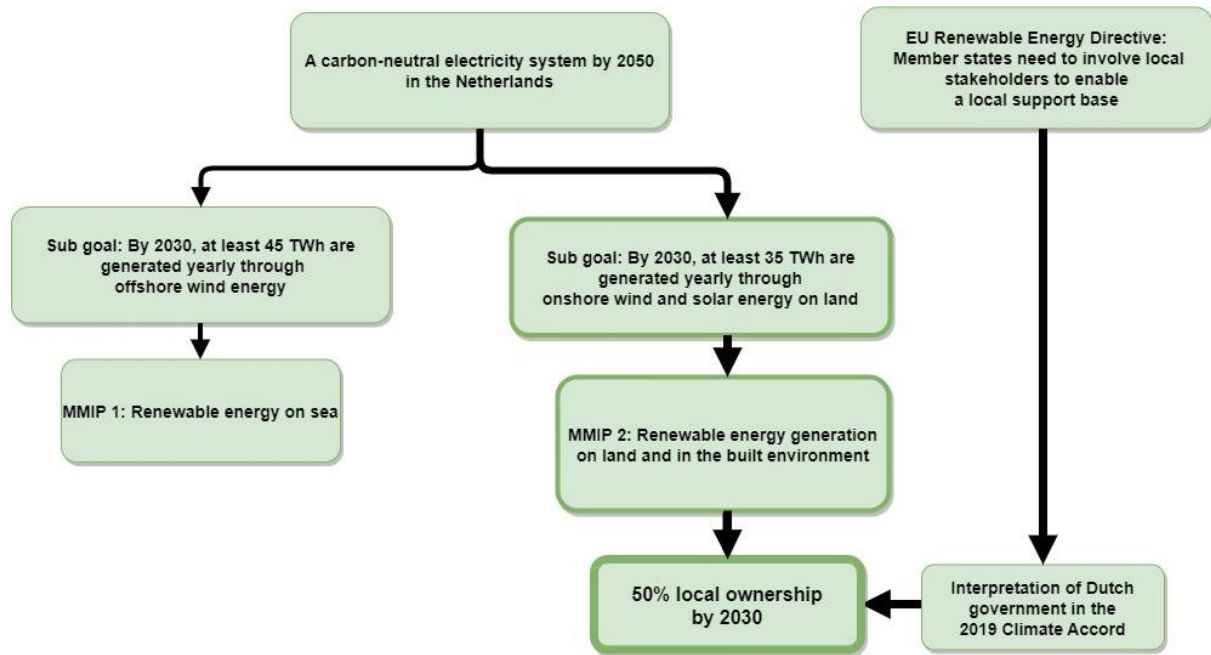 A carbon-neutral electricity system by 2050
in the Netherlands
EU Renewable Energy Directive:
Member states need to involve local
stakeholders to enable
a local support base
Sub goal: By 2030, at least 45 TWh are
generated yearly through
offshore wind energy
Sub goal: By 2030, at least 35 TWh are
generated yearly through
onshore wind and solar energy on land
MMIP 1: Renewable energy on sea
MMIP 2: Renewable energy generation
on land and in the built environment
50% local ownership
by 2030
Interpretation of Dutch
government in the
2019 Climate Accord